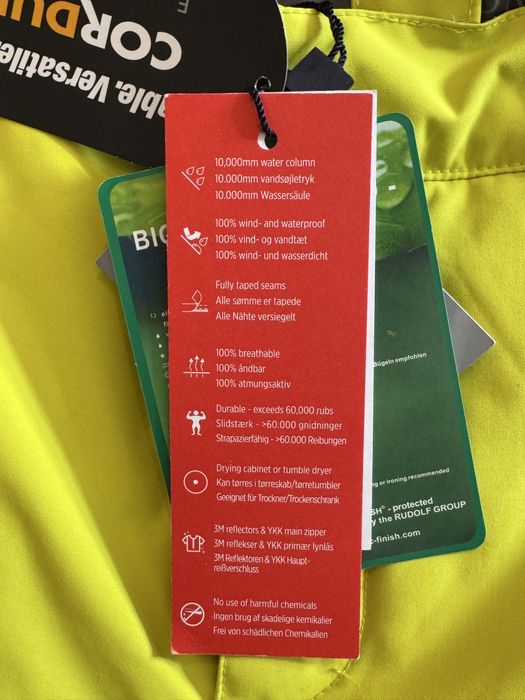 CORDU
able. Versatile.
10,000mm water column
10.000mm vandsøjletryk
10.000mm Wassersäule
100% wind- and waterproof
100% vind- og vandtæt
100% wind- und wasserdicht
Fully taped seams
Alle sømme er tapede
Alle Nähte versiegelt
100% breathable
100% åndbar
100% atmungsaktiv
Durable - exceeds 60,000 rubs
Slidstærk - >60.000 gnidninger
Strapazierfähig - >60.000 Reibungen
Drying cabinet or tumble dryer
Kan tørres i tørreskab/tørretumbler
Geeignet für Trockner/Trockenschrank
3M reflectors & YKK main zipper
3M reflekser & YKK primær lynlås
3M Reflektoren & YKK Haupt-
reißverschluss
No use of harmful chemicals
Ingen brug af skadelige kemikalier
Frei von schädlichen Chemikalien
BIO
Bügeln empfohlen
ng or ironing recommended
SH® - protected
y the RUDOLF GROUP
c-finish.com